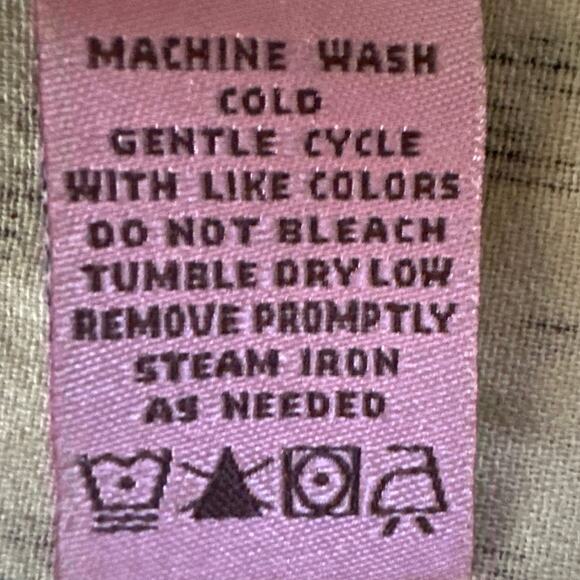 MACHINE WASH
COLD
GENTLE CYCLE
WITH LIKE COLORS
DO NOT BLEACH
TUMBLE DRY LOW
REMOVE PROMPTLY
STEAM IRON
AS NEEDED